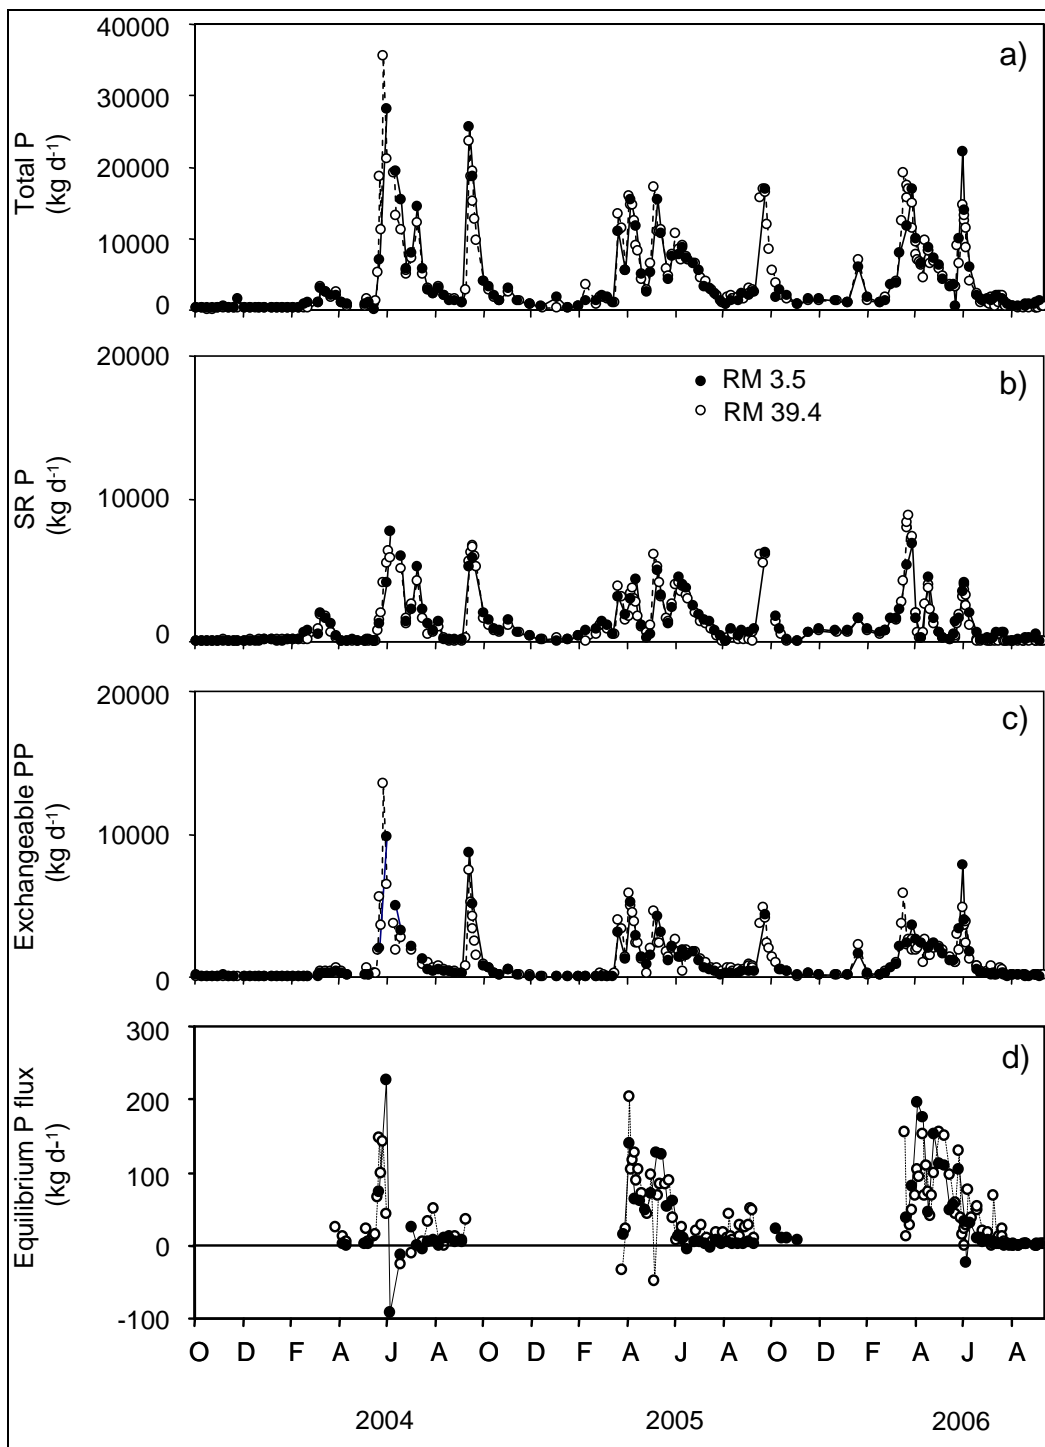 Total P
(kg d-1)
40000
30000
20000
10000
0
a)
SR P
(kg d-1)
20000
10000
0
b)
RM 3.5
RM 39.4
Exchangeable PP
(kg d-1)
20000
10000
0
c)
Equilibrium P flux
(kg d-1)
300
200
100
0
-100
d)
O D F A J A O D F A J A O D F A J A
2004 2005 2006